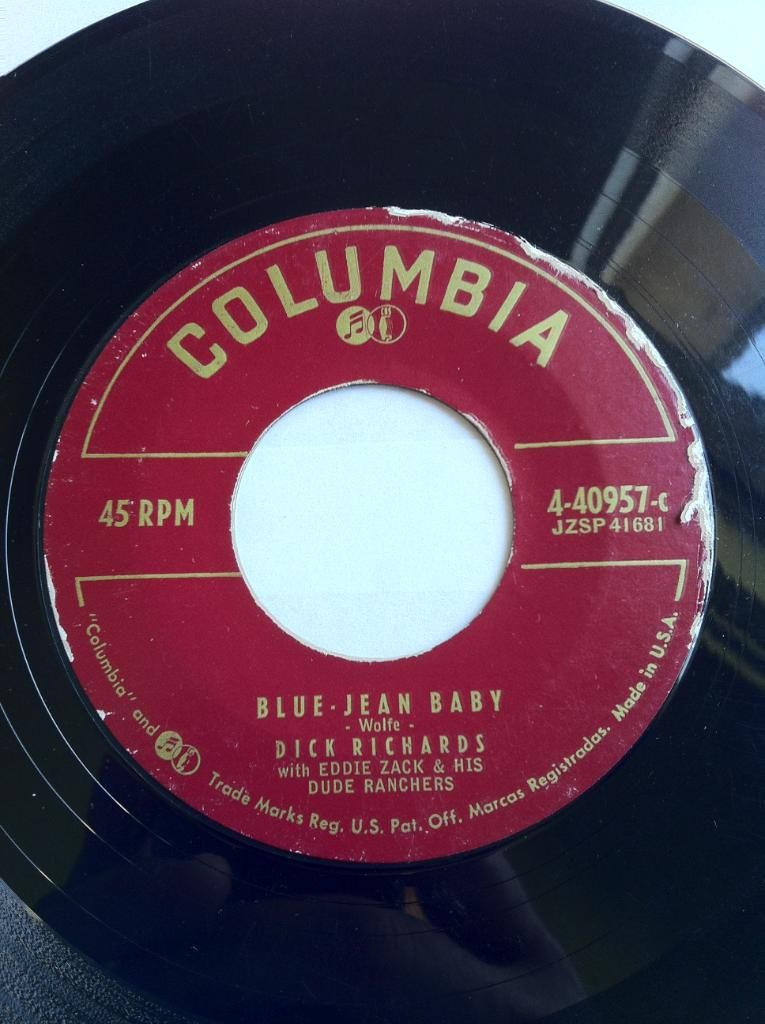 COLUMBIA
45 RPM
4-40957-c
JZSP 41681
BLUE-JEAN BABY
- Wolfe -
DICK RICHARDS
with EDDIE ZACK & HIS
DUDE RANCHERS
"Columbia" and Trade Marks Reg. U.S. Pat. Off. Marcas Registradas. Made in U.S.A.